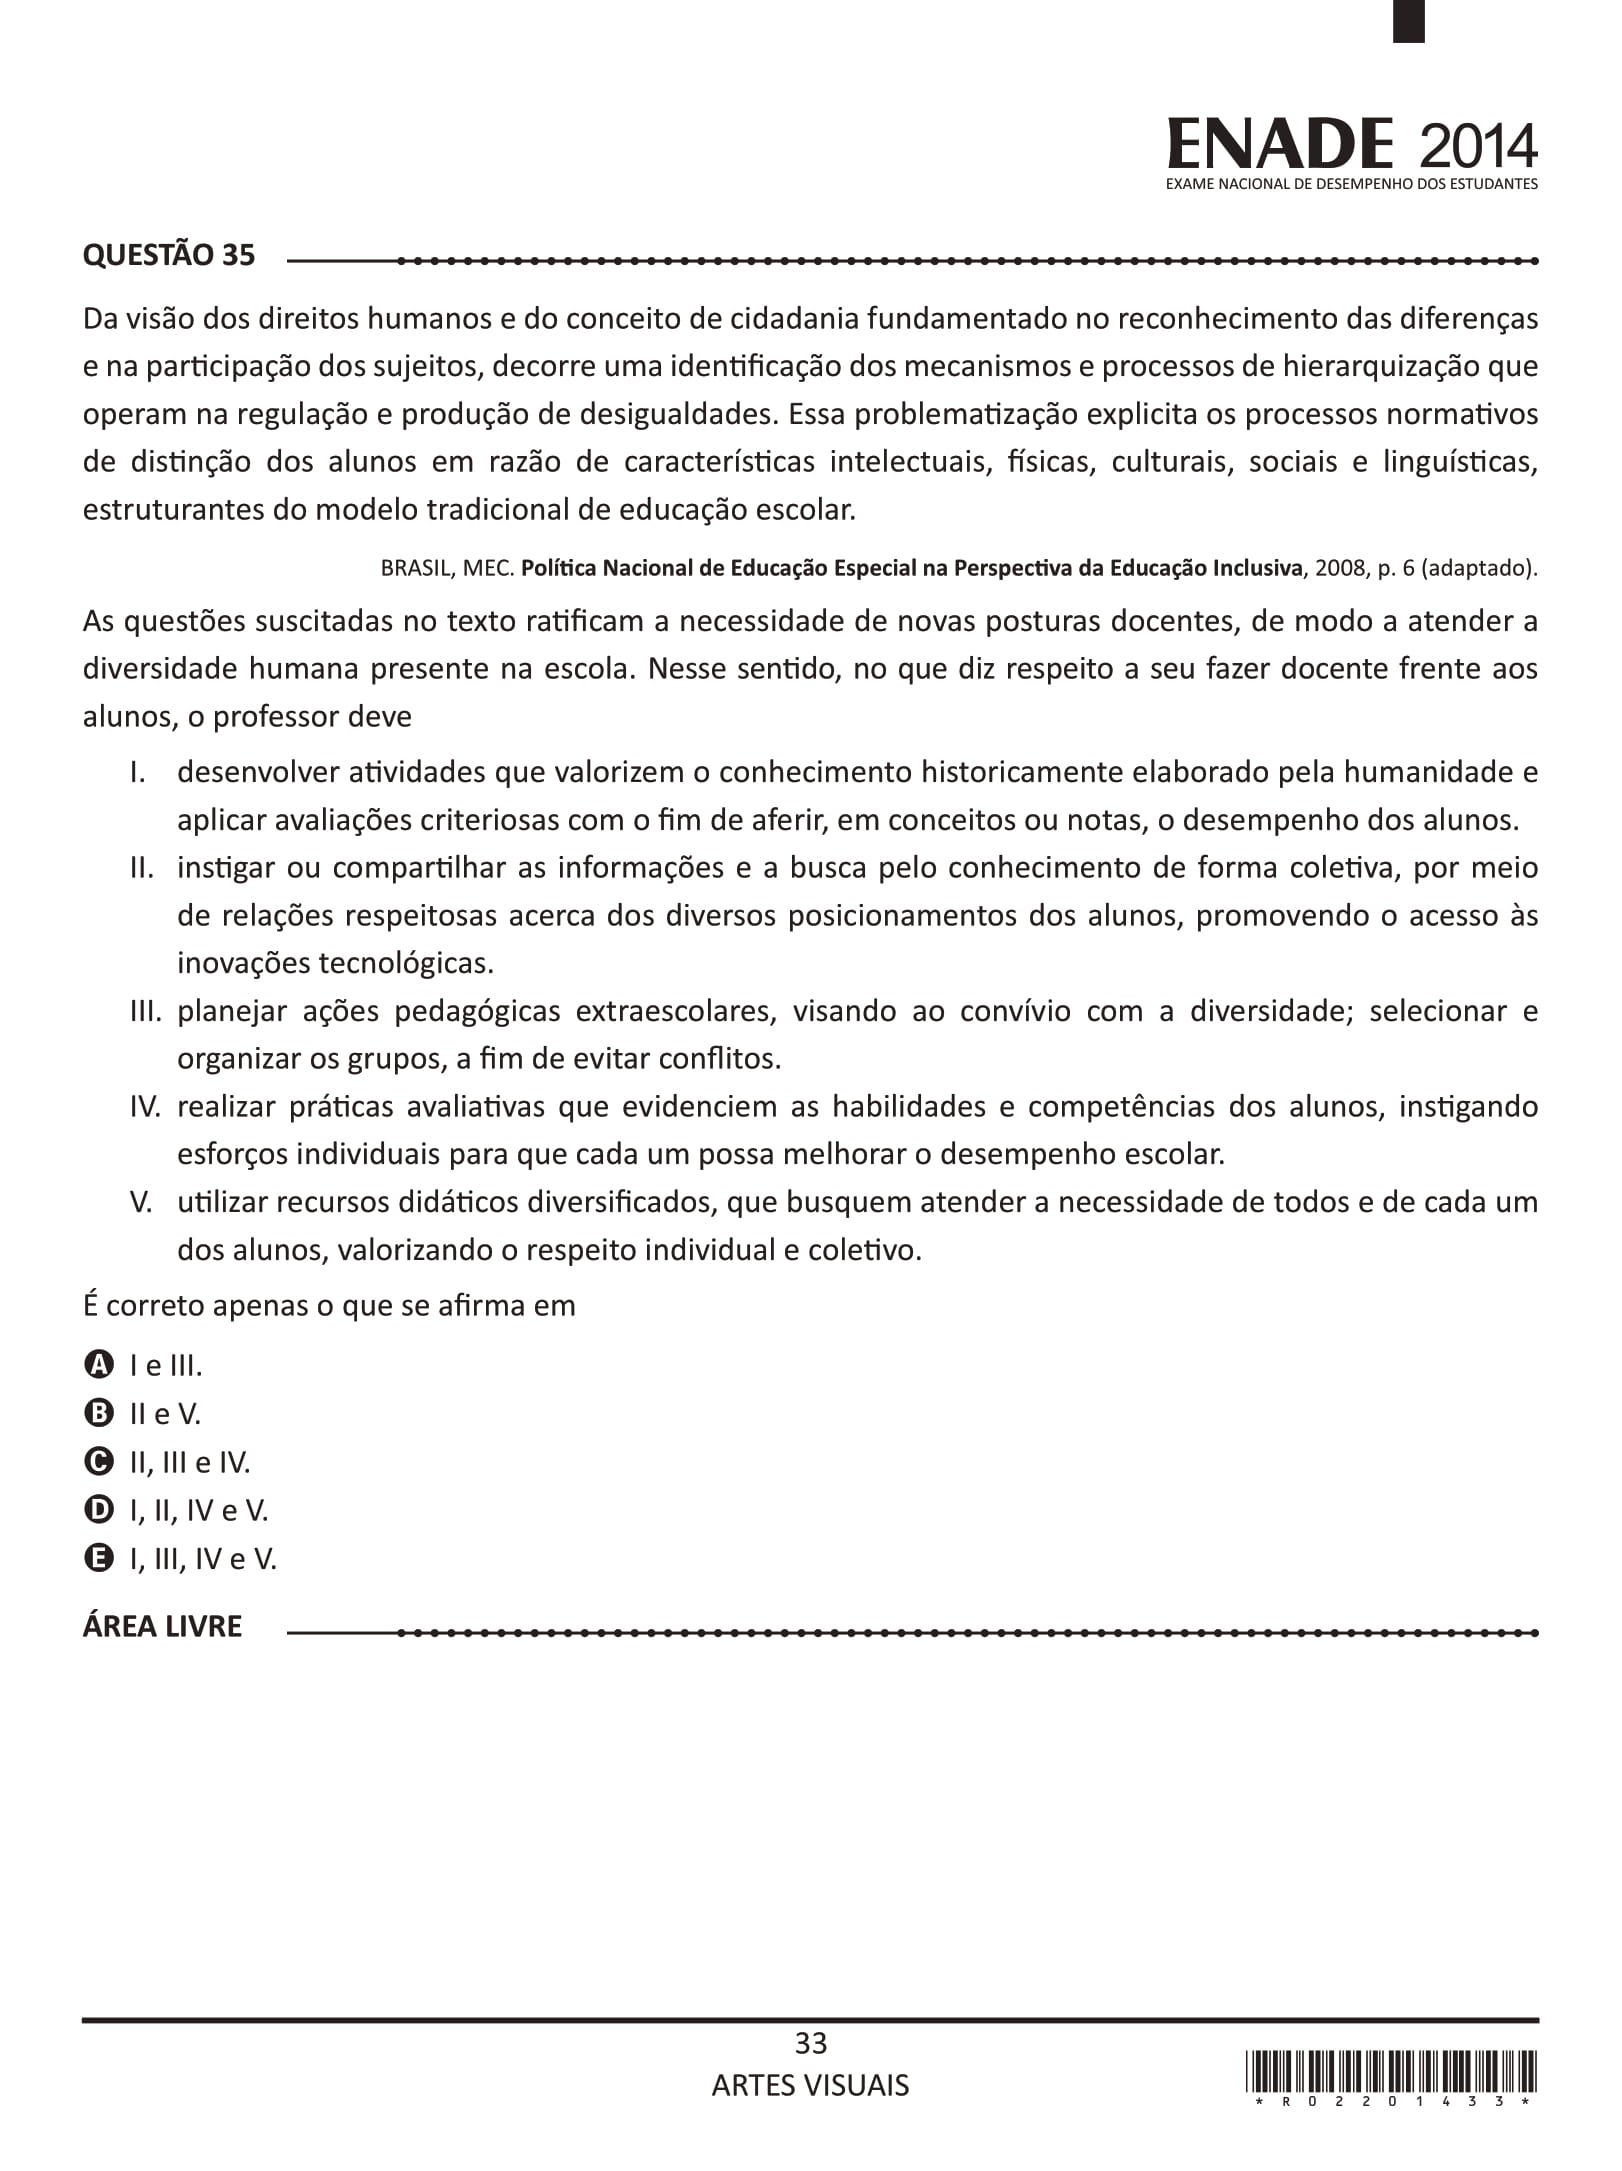 ENADE 2014
EXAME NACIONAL DE DESEMPENHO DOS ESTUDANTES
QUESTÃO 35
Da visão dos direitos humanos e do conceito de cidadania fundamentado no reconhecimento das diferenças
e na participação dos sujeitos, decorre uma identificação dos mecanismos e processos de hierarquização que
operam na regulação e produção de desigualdades. Essa problematização explicita os processos normativos
de distinção dos alunos em razão de características intelectuais, físicas, culturais, sociais e linguísticas,
estruturantes do modelo tradicional de educação escolar.
BRASIL, MEC. Política Nacional de Educação Especial na Perspectiva da Educação Inclusiva, 2008, p. 6 (adaptado).
As questões suscitadas no texto ratificam a necessidade de novas posturas docentes, de modo a atender a
diversidade humana presente na escola. Nesse sentido, no que diz respeito a seu fazer docente frente aos
alunos, o professor deve
I. desenvolver atividades que valorizem o conhecimento historicamente elaborado pela humanidade e
aplicar avaliações criteriosas com o fim de aferir, em conceitos ou notas, o desempenho dos alunos.
II. instigar ou compartilhar as informações e a busca pelo conhecimento de forma coletiva, por meio
de relações respeitosas acerca dos diversos posicionamentos dos alunos, promovendo o acesso às
inovações tecnológicas.
III. planejar ações pedagógicas extraescolares, visando ao convívio com a diversidade; selecionar e
organizar os grupos, a fim de evitar conflitos.
IV. realizar práticas avaliativas que evidenciem as habilidades e competências dos alunos, instigando
esforços individuais para que cada um possa melhorar o desempenho escolar.
V. utilizar recursos didáticos diversificados, que busquem atender a necessidade de todos e de cada um
dos alunos, valorizando o respeito individual e coletivo.
É correto apenas o que se afirma em
A I e III.
B II e V.
C II, III e IV.
D I, II, IV e V.
E I, III, IV e V.
ÁREA LIVRE
33
ARTES VISUAIS
* R 0 2 2 0 1 4 3 3 *